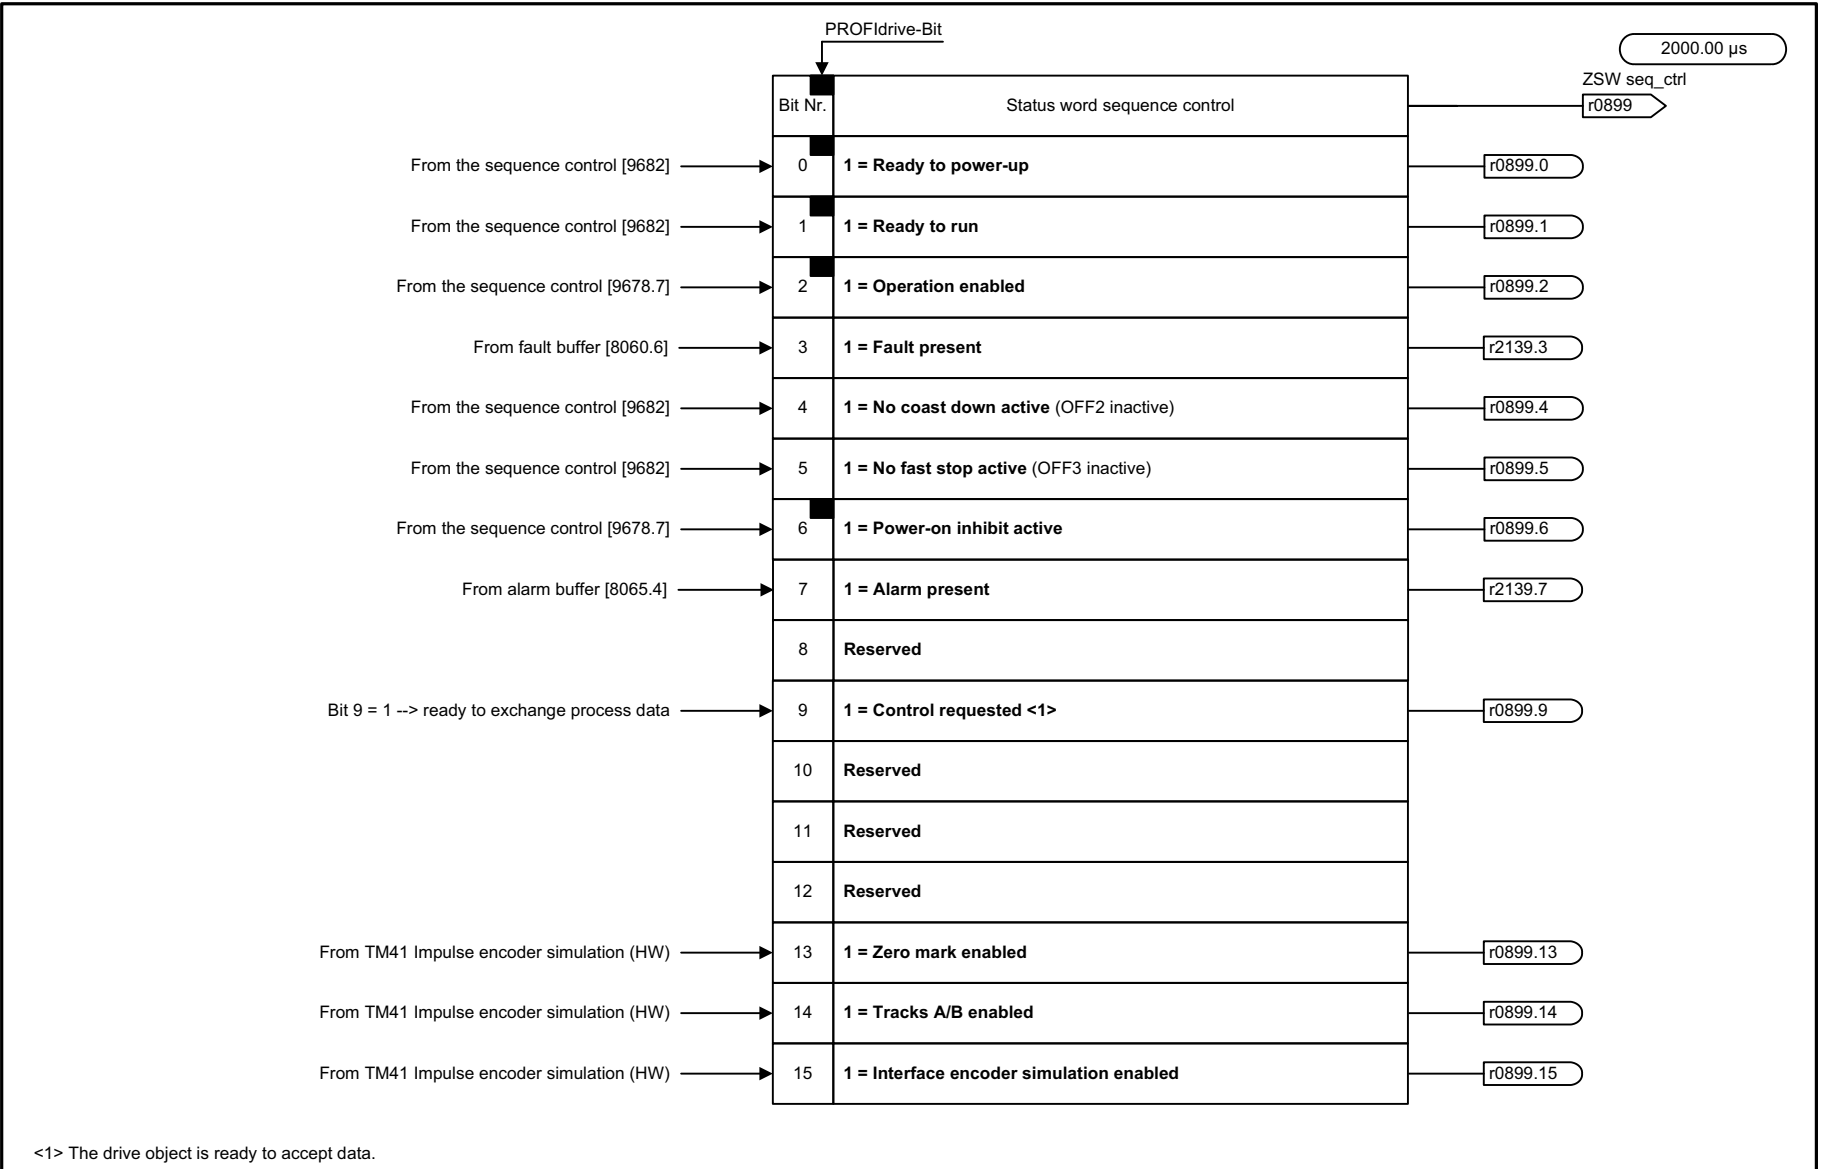 PROFIdrive-Bit
2000.00 µs
ZSW seq_ctrl
Bit Nr. Status word sequence control r0899
From the sequence control [9682] 0 1 = Ready to power-up r0899.0
From the sequence control [9682] 1 1 = Ready to run r0899.1
From the sequence control [9678.7] 2 1 = Operation enabled r0899.2
From fault buffer [8060.6] 3 1 = Fault present r2139.3
From the sequence control [9682] 4 1 = No coast down active (OFF2 inactive) r0899.4
From the sequence control [9682] 5 1 = No fast stop active (OFF3 inactive) r0899.5
From the sequence control [9678.7] 6 1 = Power-on inhibit active r0899.6
From alarm buffer [8065.4] 7 1 = Alarm present r2139.7
8 Reserved
Bit 9 = 1 --> ready to exchange process data 9 1 = Control requested <1> r0899.9
10 Reserved
11 Reserved
12 Reserved
From TM41 Impulse encoder simulation (HW) 13 1 = Zero mark enabled r0899.13
From TM41 Impulse encoder simulation (HW) 14 1 = Tracks A/B enabled r0899.14
From TM41 Impulse encoder simulation (HW) 15 1 = Interface encoder simulation enabled r0899.15
<1> The drive object is ready to accept data.